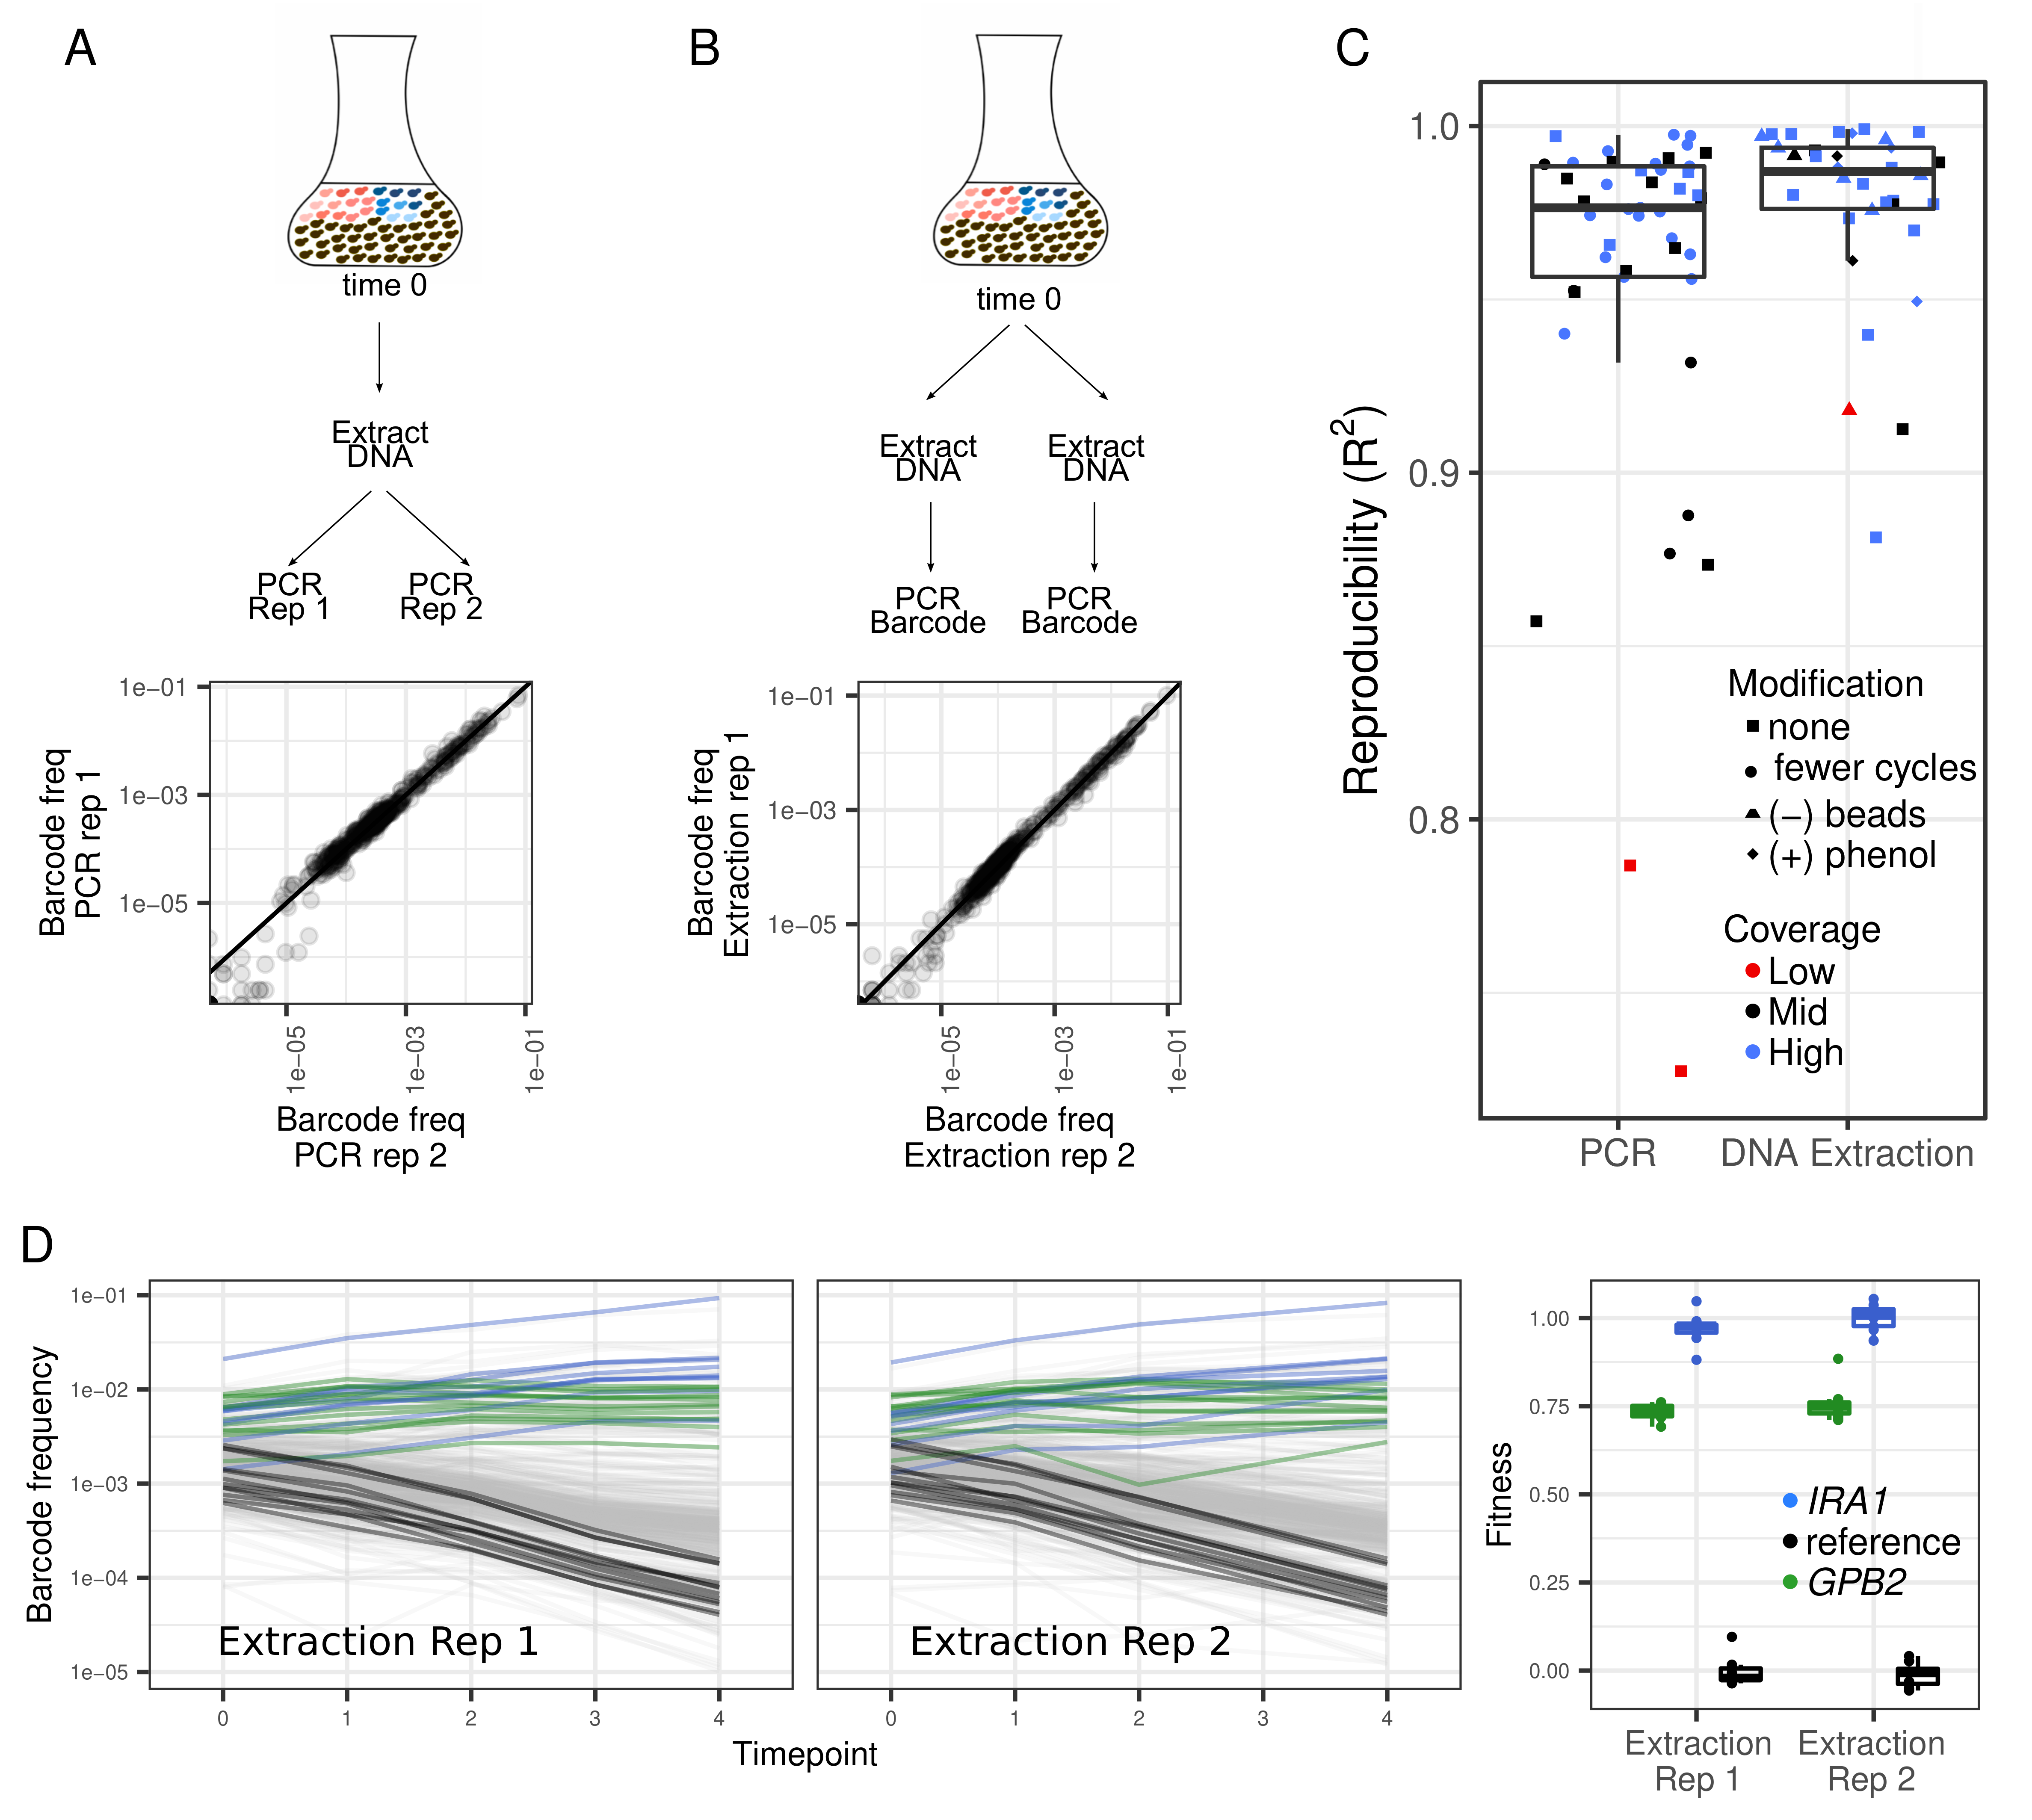 A
time 0
Extract
DNA
PCR
Rep 1
PCR
Rep 2
1e−01
1e−03
1e−05
Barcode freq
PCR rep 1
1e−05
1e−03
1e−01
Barcode freq
PCR rep 2
B
time 0
Extract
DNA
Extract
DNA
PCR
Barcode
PCR
Barcode
1e−01
1e−03
1e−05
Barcode freq
Extraction rep 1
1e−05
1e−03
1e−01
Barcode freq
Extraction rep 2
C
1.0
0.9
0.8
Reproducibility (R²)
Modification
none
fewer cycles
(−) beads
(+) phenol
Coverage
Low
Mid
High
PCR
DNA Extraction
D
Barcode frequency
1e−01
1e−02
1e−03
1e−04
1e−05
Extraction Rep 1
0
1
2
3
4
Extraction Rep 2
0
1
2
3
4
Timepoint
Fitness
1.00
0.75
0.50
0.25
0.00
IRA1
reference
GPB2
Extraction
Rep 1
Extraction
Rep 2